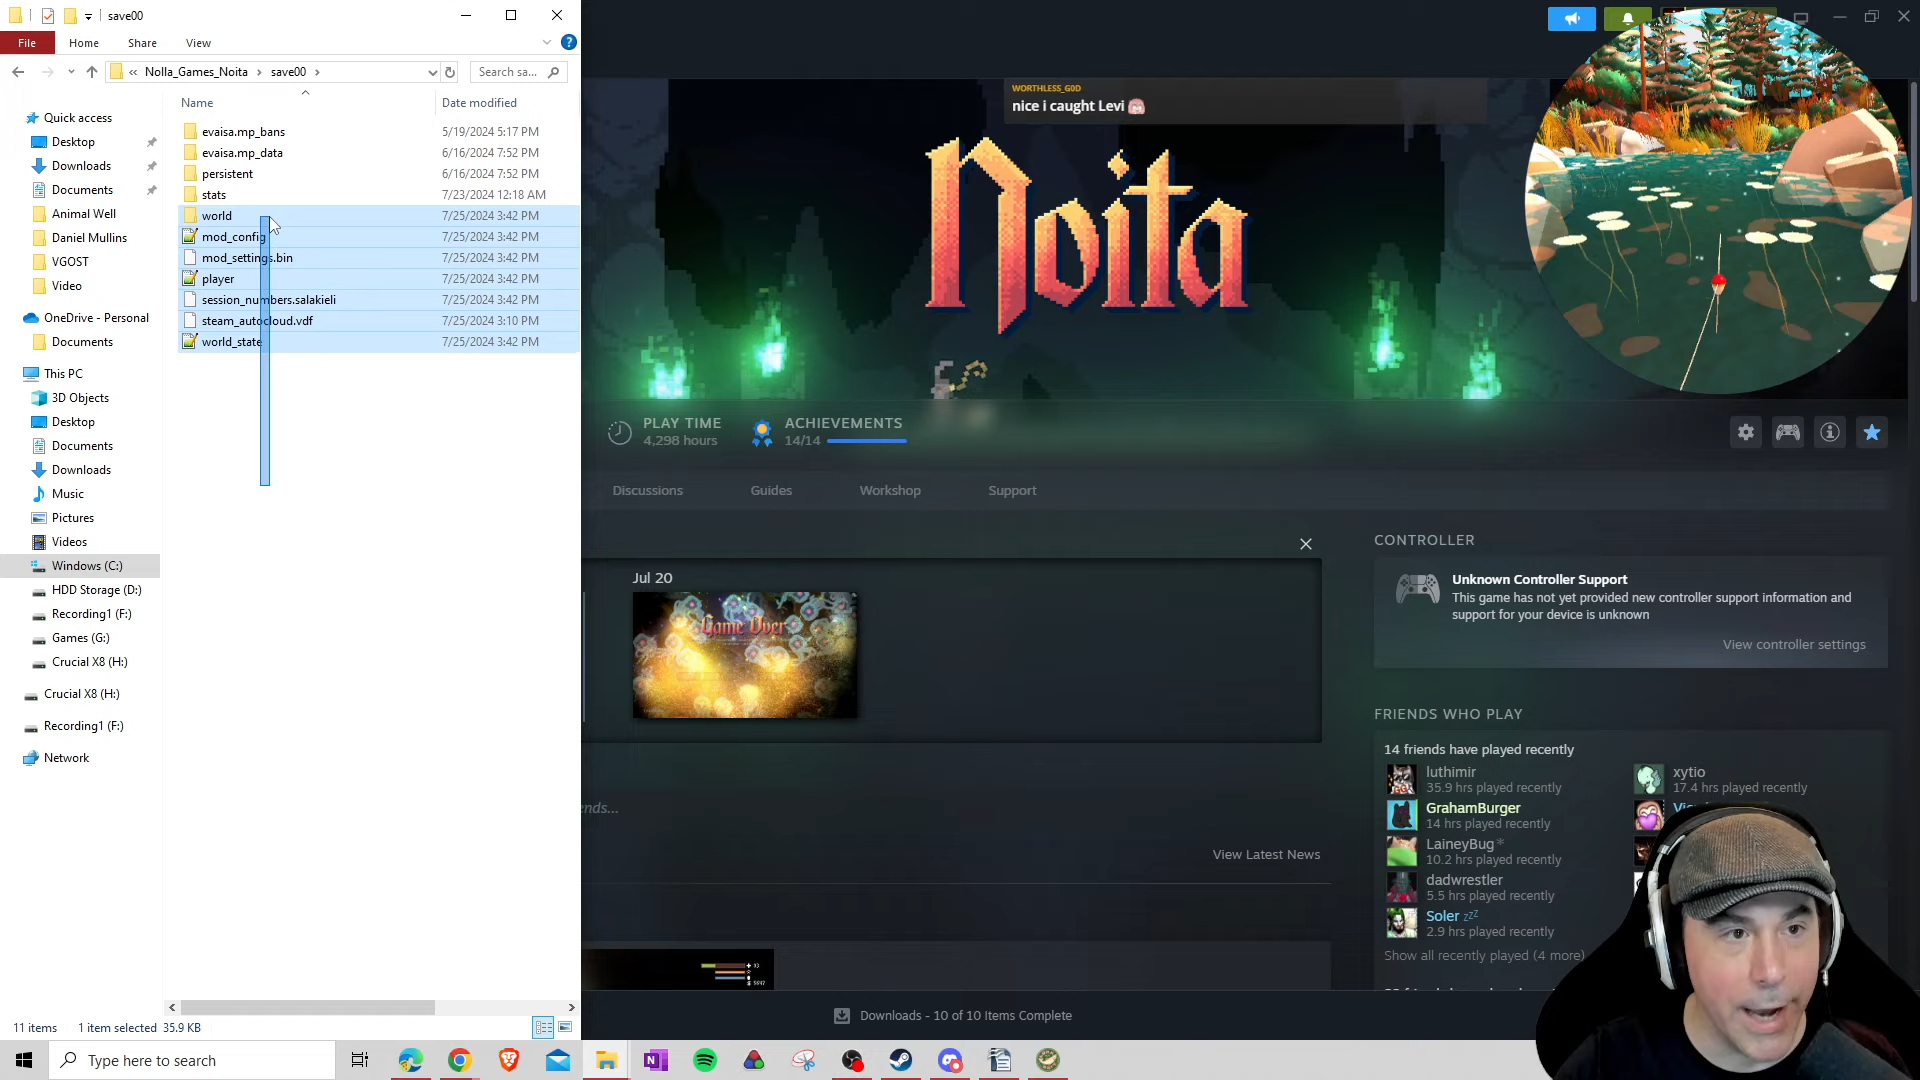 save00
File
Home
Share
View
« Nolla_Games_Noita > save00 >
Search sa...
Name
Date modified
Quick access
Desktop
Downloads
Documents
Animal Well
Daniel Mullins
VGOST
Video
OneDrive - Personal
Documents
This PC
3D Objects
Desktop
Documents
Downloads
Music
Pictures
Videos
Windows (C:)
HDD Storage (D:)
Recording1 (F:)
Games (G:)
Crucial X8 (H:)
Crucial X8 (H:)
Recording1 (F:)
Network
evaisa.mp_bans 5/19/2024 5:17 PM
evaisa.mp_data 6/16/2024 7:52 PM
persistent 6/16/2024 7:52 PM
stats 7/23/2024 12:18 AM
world 7/25/2024 3:42 PM
mod_config 7/25/2024 3:42 PM
mod_settings.bin 7/25/2024 3:42 PM
player 7/25/2024 3:42 PM
session_numbers.salakieli 7/25/2024 3:42 PM
steam_autocloud.vdf 7/25/2024 3:10 PM
world_state 7/25/2024 3:42 PM
11 items 1 item selected 35.9 KB
WORTHLESS_G0D
nice i caught Levi
Noita
PLAY TIME
4,298 hours
ACHIEVEMENTS
14/14
Discussions
Guides
Workshop
Support
Jul 20
Game Over
ends...
View Latest News
CONTROLLER
Unknown Controller Support
This game has not yet provided new controller support information and
support for your device is unknown
View controller settings
FRIENDS WHO PLAY
14 friends have played recently
luthimir
35.9 hrs played recently
GrahamBurger
14 hrs played recently
LaineyBug *
10.2 hrs played recently
dadwrestler
5.5 hrs played recently
Soler zZZ
2.9 hrs played recently
xytio
17.4 hrs played recently
Show all recently played (4 more)
Downloads - 10 of 10 Items Complete
Type here to search